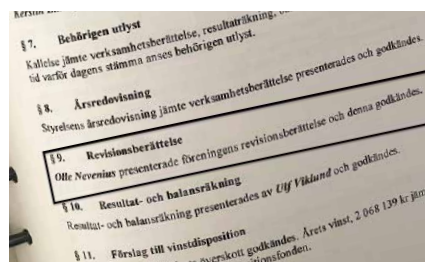 § 7. Behörigen utlyst
Kallelse jämte verksamhetsberättelse, resultaträkning,
tid varför dagens stämma anses behörigen utlyst.
§ 8. Årsredovisning
Styrelsens årsredovisning jämte verksamhetsberättelse presenterades och godkändes.
§ 9. Revisionsberättelse
Olle Nevenius presenterade föreningens revisionsberättelse och denna godkändes.
§ 10. Resultat- och balansräkning
Resultat- och balansräkning presenterades av Ulf Viklund och godkändes.
§ 11. Förslag till vinstdisposition
överskott godkändes. Årets vinst, 2 068 139 kr